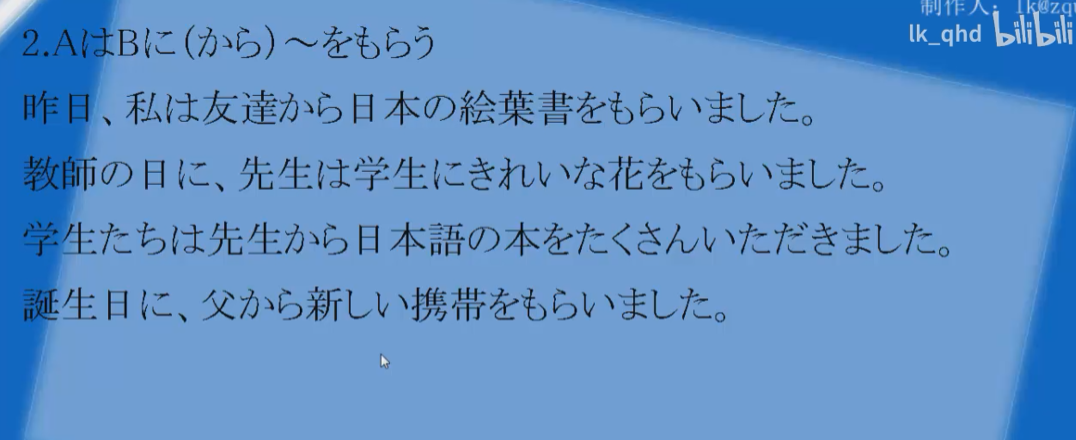 制作人: lk@zqu
lk_qhd bilibili
2.AはBに(から)～をもらう
昨日、私は友達から日本の絵葉書をもらいました。
教師の日に、先生は学生にきれいな花をもらいました。
学生たちは先生から日本語の本をたくさんいただきました。
誕生日に、父から新しい携帯をもらいました。